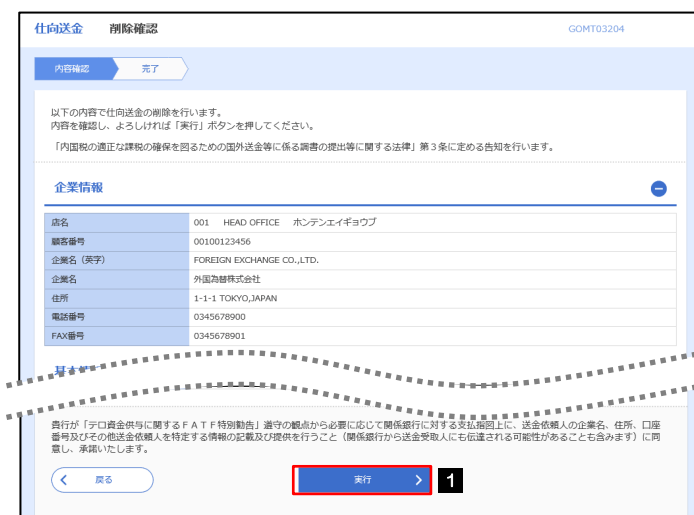 仕向送金 削除確認 GOMT03204
内容確認 完了
以下の内容で仕向送金の削除を行います。
内容を確認し、よろしければ「実行」ボタンを押してください。
「内国税の適正な課税の確保を図るための国外送金等に係る調書の提出等に関する法律」第3条に定める告知を行います。
企業情報
店名 001 HEAD OFFICE ホンテンエイギョウブ
顧客番号 00100123456
企業名（英字） FOREIGN EXCHANGE CO.,LTD.
企業名 外国為替株式会社
住所 1-1-1 TOKYO,JAPAN
電話番号 0345678900
FAX番号 0345678901
貴行が「テロ資金供与に関するＦＡＴＦ特別勧告」遵守の観点から必要に応じて関係銀行に対する支払指図上に、送金依頼人の企業名、住所、口座
番号及びその他送金依頼人を特定する情報の記載及び提供を行うこと（関係銀行から送金受取人にも伝達される可能性があることも含みます）に同
意し、承諾いたします。
戻る 実行 1